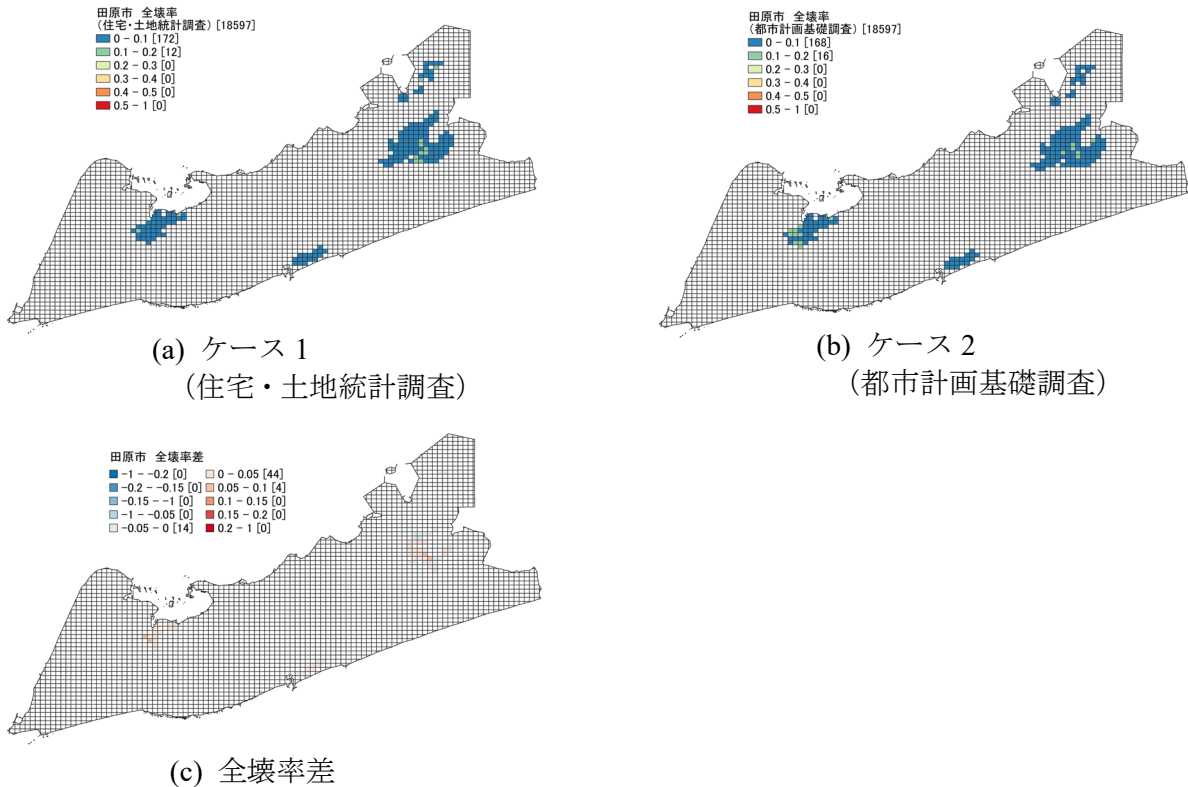 田原市 全壊率
(住宅・土地統計調査) [18597]
0 – 0.1 [172]
0.1 – 0.2 [12]
0.2 – 0.3 [0]
0.3 – 0.4 [0]
0.4 – 0.5 [0]
0.5 – 1 [0]
(a) ケース 1
（住宅・土地統計調査）
田原市 全壊率
(都市計画基礎調査) [18597]
0 – 0.1 [168]
0.1 – 0.2 [16]
0.2 – 0.3 [0]
0.3 – 0.4 [0]
0.4 – 0.5 [0]
0.5 – 1 [0]
(b) ケース 2
（都市計画基礎調査）
田原市 全壊率差
-1 – -0.2 [0] 0 – 0.05 [44]
-0.2 – -0.15 [0] 0.05 – 0.1 [4]
-0.15 – -1 [0] 0.1 – 0.15 [0]
-1 – -0.05 [0] 0.15 – 0.2 [0]
-0.05 – 0 [14] 0.2 – 1 [0]
(c) 全壊率差